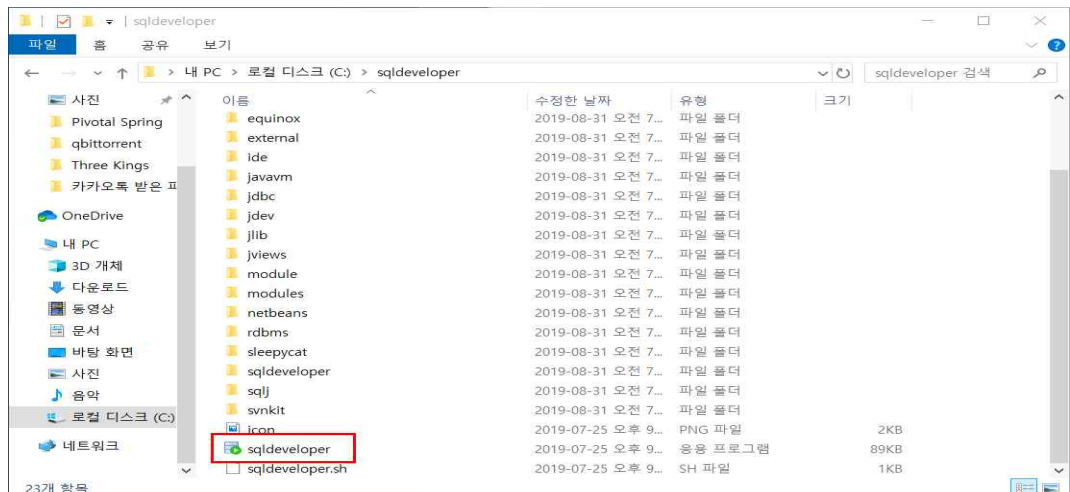 sqldeveloper
파일 홈 공유 보기
내 PC > 로컬 디스크 (C:) > sqldeveloper
sqldeveloper 검색
사진
Pivotal Spring
qbittorrent
Three Kings
카카오톡 받은 파
OneDrive
내 PC
3D 개체
다운로드
동영상
문서
바탕 화면
사진
음악
로컬 디스크 (C:)
네트워크
이름 수정한 날짜 유형 크기
equinox 2019-08-31 오전 7... 파일 폴더
external 2019-08-31 오전 7... 파일 폴더
ide 2019-08-31 오전 7... 파일 폴더
javavm 2019-08-31 오전 7... 파일 폴더
jdbc 2019-08-31 오전 7... 파일 폴더
jdev 2019-08-31 오전 7... 파일 폴더
jlib 2019-08-31 오전 7... 파일 폴더
jviews 2019-08-31 오전 7... 파일 폴더
module 2019-08-31 오전 7... 파일 폴더
modules 2019-08-31 오전 7... 파일 폴더
netbeans 2019-08-31 오전 7... 파일 폴더
rdbms 2019-08-31 오전 7... 파일 폴더
sleepycat 2019-08-31 오전 7... 파일 폴더
sqldeveloper 2019-08-31 오전 7... 파일 폴더
sqlj 2019-08-31 오전 7... 파일 폴더
svnkit 2019-08-31 오전 7... 파일 폴더
icon 2019-07-25 오후 9... PNG 파일 2KB
sqldeveloper 2019-07-25 오후 9... 응용 프로그램 89KB
sqldeveloper.sh 2019-07-25 오후 9... SH 파일 1KB
23개 항목